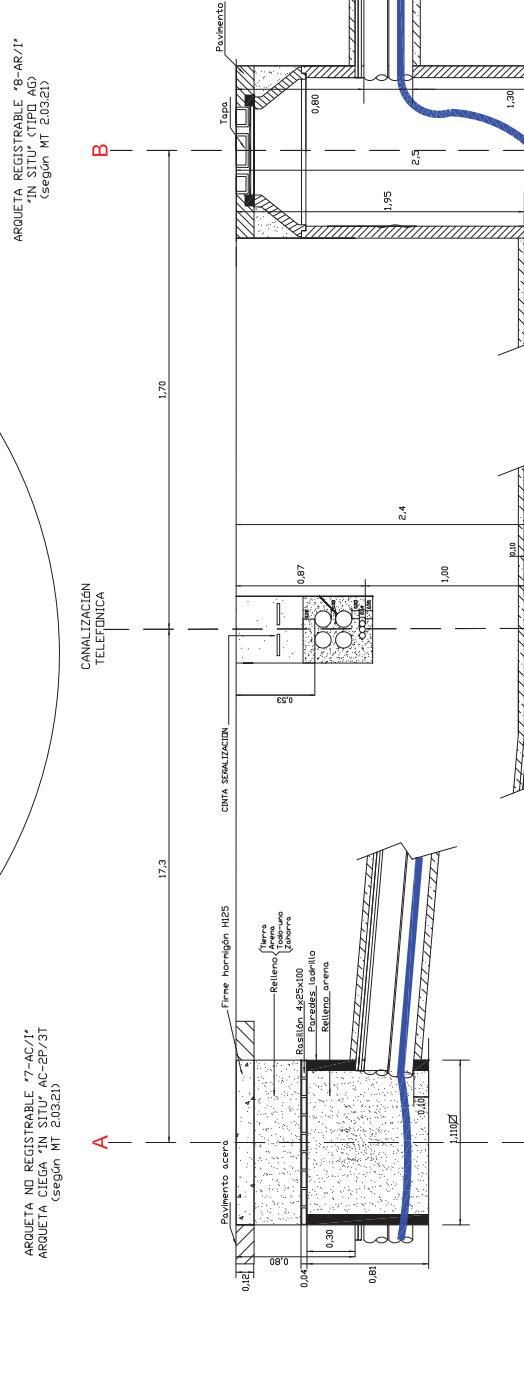 ARQUETA REGISTRABLE "8-AR/I"
"IN SITU" (TIPO AG)
(según MT 2.03.21)
B
Pavimento
Tapa
0,80
1,30
2,5
1,95
1,70
CANALIZACIÓN
TELEFÓNICA
2,4
0,10
0,87
1,00
0,53
CINTA SEÑALIZACION
17,3
Firme hormigón H125
Relleno
Tierra
Arena
Todo-uno
Zahorra
Rasillón 4x25x100
Paredes ladrillo
Relleno arena
ARQUETA NO REGISTRABLE "7-AC/I"
ARQUETA CIEGA "IN SITU" AC-2P/3T
(según MT 2.03.21)
A
Pavimento acera
0,10
1,110
0,12
0,80
0,04
0,30
0,81